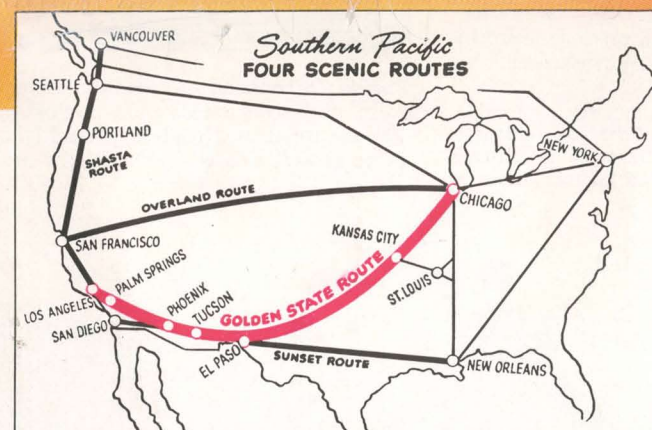 Southern Pacific
FOUR SCENIC ROUTES
VANCOUVER
SEATTLE
PORTLAND
SHASTA
ROUTE
NEW YORK
OVERLAND ROUTE
CHICAGO
SAN FRANCISCO
KANSAS CITY
PALM SPRINGS
ST. LOUIS
LOS ANGELES
PHOENIX
TUCSON
GOLDEN STATE ROUTE
SAN DIEGO
EL PASO
SUNSET ROUTE
NEW ORLEANS